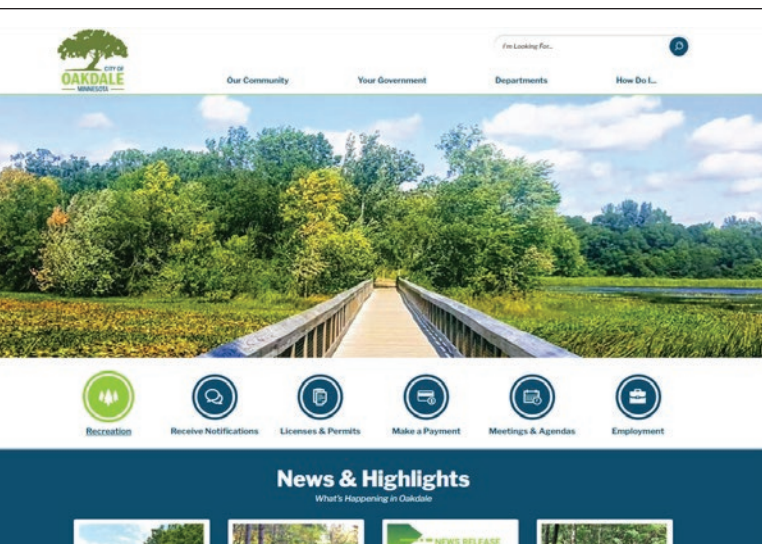 I'm Looking For...
CITY OF
OAKDALE
MINNESOTA
Our Community
Your Government
Departments
How Do I...
Recreation
Receive Notifications
Licenses & Permits
Make a Payment
Meetings & Agendas
Employment
News & Highlights
What's Happening in Oakdale
NEWS RELEASE